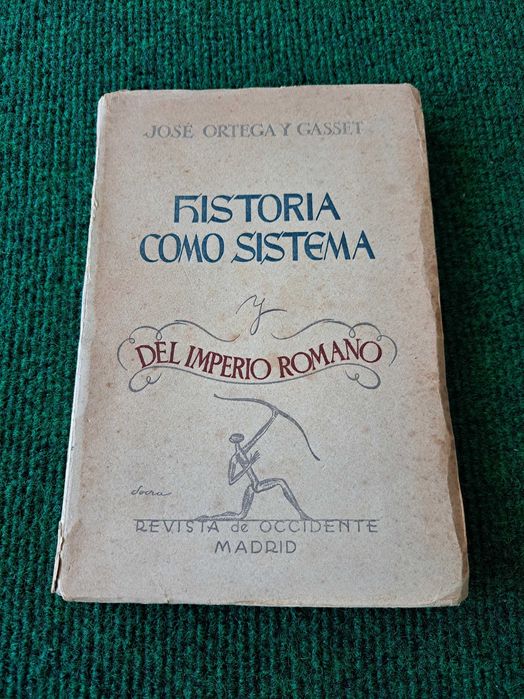 JOSÉ ORTEGA Y GASSET
HISTORIA
COMO SISTEMA
y
DEL IMPERIO ROMANO
REVISTA de OCCIDENTE
MADRID